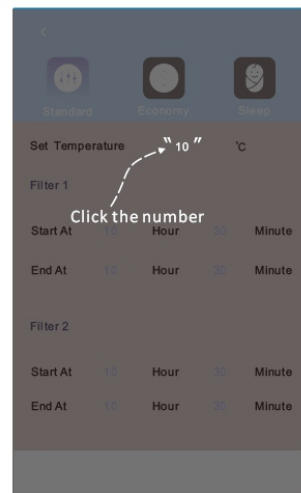 <
Standard Economy Sleep
Set Temperature " 10 " ℃
Filter 1
Click the number
Start At 10 Hour 30 Minute
End At 10 Hour 30 Minute
Filter 2
Start At 10 Hour 30 Minute
End At 10 Hour 30 Minute